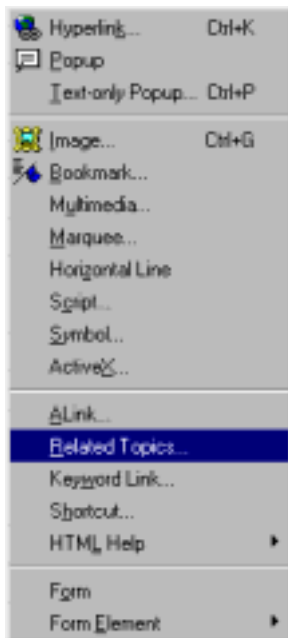 Hyperlink... Ctrl+K
Popup
Text-only Popup... Ctrl+P
Image... Ctrl+G
Bookmark...
Multimedia...
Marquee...
Horizontal Line
Script...
Symbol...
ActiveX...
ALink...
Related Topics...
Keyword Link...
Shortcut...
HTML Help
Form
Form Element